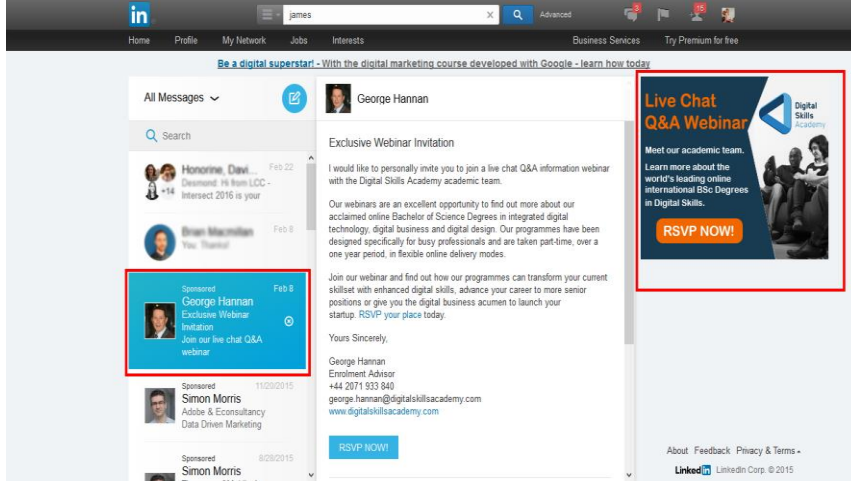 in
james
Advanced
3
15
Home Profile My Network Jobs Interests
Business Services Try Premium for free
Be a digital superstar! - With the digital marketing course developed with Google - learn how today
All Messages
Search
Feb 22
Desmond: Hi from LCC -
+14 Intersect 2016 is your
Feb 8
You: Thanks!
Sponsored Feb 8
George Hannan
Exclusive Webinar
Invitation
Join our live chat Q&A
webinar
Sponsored 11/20/2015
Simon Morris
Adobe & Econsultancy
Data Driven Marketing
Sponsored 8/28/2015
Simon Morris
George Hannan
Exclusive Webinar Invitation
I would like to personally invite you to join a live chat Q&A information webinar
with the Digital Skills Academy academic team.
Our webinars are an excellent opportunity to find out more about our
acclaimed online Bachelor of Science Degrees in integrated digital
technology, digital business and digital design. Our programmes have been
designed specifically for busy professionals and are taken part-time, over a
one year period, in flexible online delivery modes.
Join our webinar and find out how our programmes can transform your current
skillset with enhanced digital skills, advance your career to more senior
positions or give you the digital business acumen to launch your
startup. RSVP your place today.
Yours Sincerely,
George Hannan
Enrolment Advisor
+44 2071 933 840
george.hannan@digitalskillsacademy.com
www.digitalskillsacademy.com
RSVP NOW!
Live Chat
Q&A Webinar
Digital
Skills
Academy
Meet our academic team.
Learn more about the
world's leading online
international BSc Degrees
in Digital Skills.
RSVP NOW!
About Feedback Privacy & Terms
Linked in LinkedIn Corp. © 2015